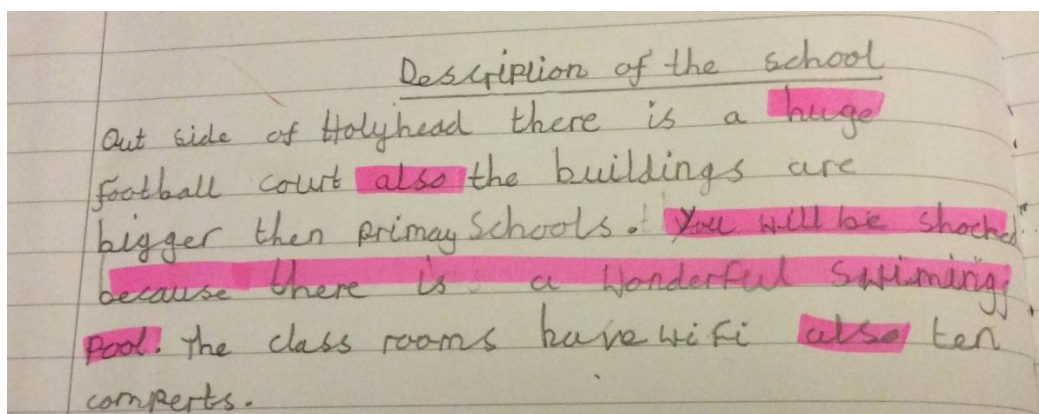 Description of the school
Out side of Holyhead there is a huge
football court also the buildings are
bigger then primay Schools. You will be shocked
because there is a wonderful swiming
pool. The class rooms have wifi also ten
comperts.